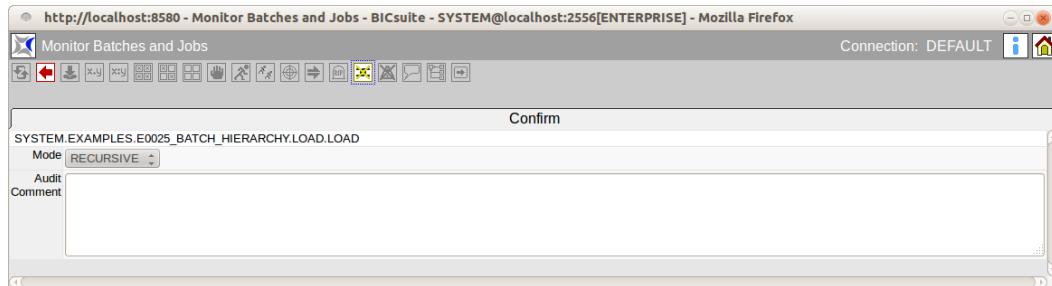 http://localhost:8580 - Monitor Batches and Jobs - BICsuite - SYSTEM@localhost:2556[ENTERPRISE] - Mozilla Firefox
Monitor Batches and Jobs
Connection: DEFAULT
Confirm
SYSTEM.EXAMPLES.E0025_BATCH_HIERARCHY.LOAD.LOAD
Mode RECURSIVE
Audit
Comment